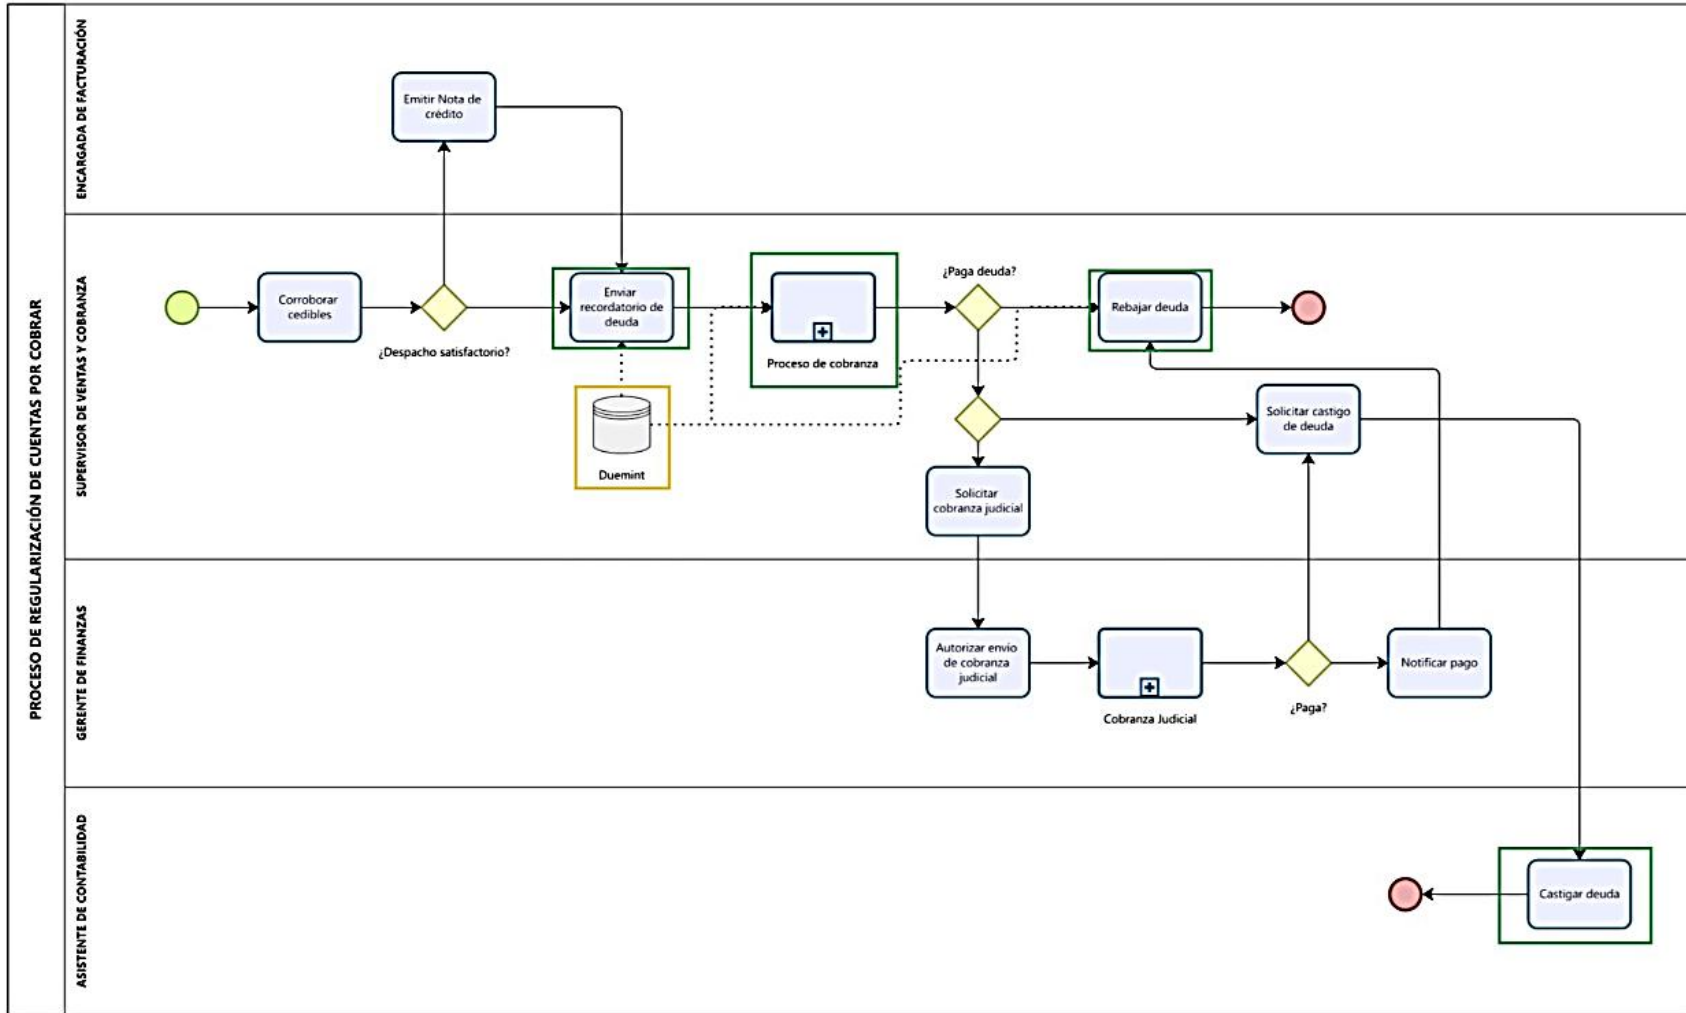 PROCESO DE REGULARIZACIÓN DE CUENTAS POR COBRAR
ENCARGADA DE FACTURACIÓN
Emitir Nota de
crédito
SUPERVISOR DE VENTAS Y COBRANZA
Corroborar
cedibles
¿Despacho satisfactorio?
Enviar
recordatorio de
deuda
Duemint
Proceso de cobranza
¿Paga deuda?
Rebajar deuda
Solicitar castigo
de deuda
Solicitar
cobranza judicial
GERENTE DE FINANZAS
Autorizar envío
de cobranza
judicial
Cobranza Judicial
¿Paga?
Notificar pago
ASISTENTE DE CONTABILIDAD
Castigar deuda